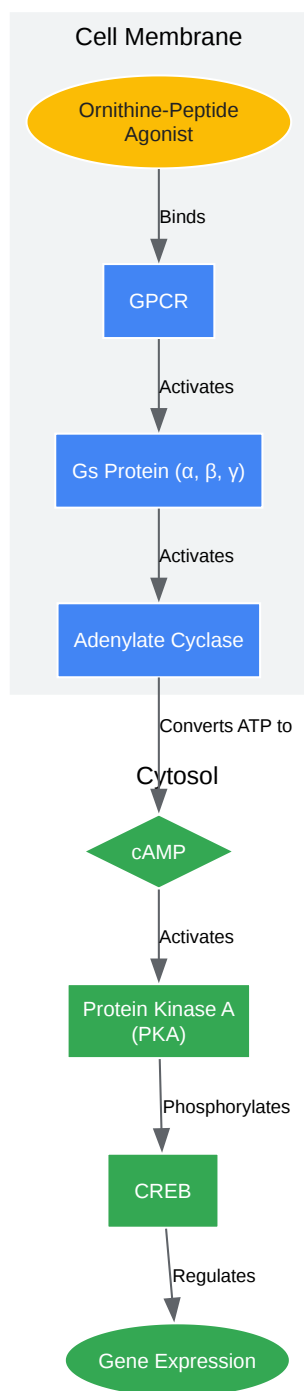 Cell Membrane
Ornithine-Peptide
Agonist
Binds
GPCR
Activates
Gs Protein (α, β, γ)
Activates
Adenylate Cyclase
Converts ATP to
Cytosol
cAMP
Activates
Protein Kinase A
(PKA)
Phosphorylates
CREB
Regulates
Gene Expression